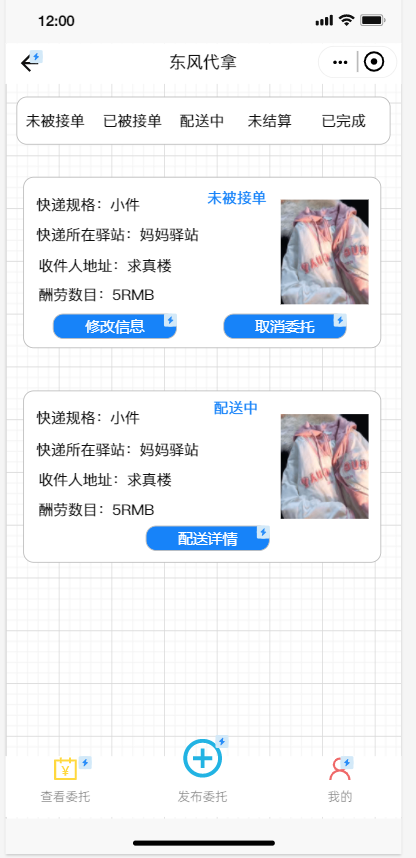 12:00
东风代拿
未被接单 已被接单 配送中 未结算 已完成
未被接单
快递规格：小件
快递所在驿站：妈妈驿站
收件人地址：求真楼
酬劳数目：5RMB
修改信息 取消委托
配送中
快递规格：小件
快递所在驿站：妈妈驿站
收件人地址：求真楼
酬劳数目：5RMB
配送详情
查看委托 发布委托 我的